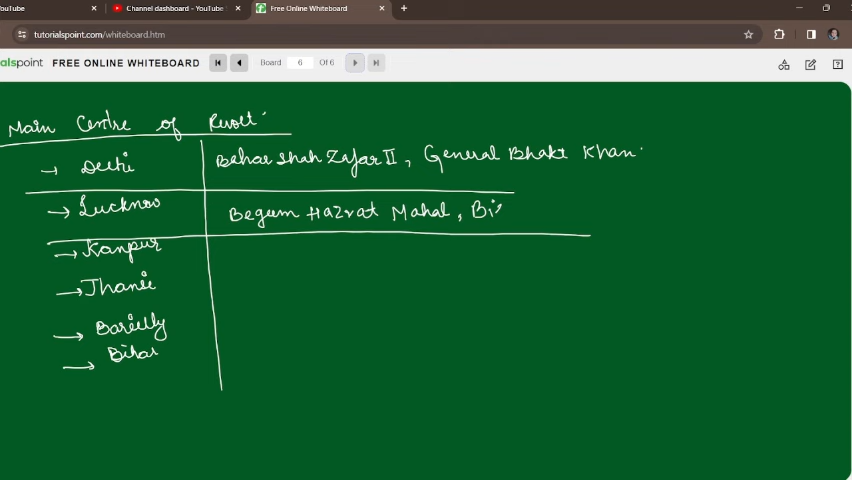 YouTube
Channel dashboard - YouTube S
Free Online Whiteboard
tutorialspoint.com/whiteboard.htm
alspoint FREE ONLINE WHITEBOARD Board 6 Of 6
Main Centre of Revolt
→ Delhi Bahar Shah Zafar II, General Bhakt Khan
→ Lucknow Begum Hazrat Mahal, Bi
→ Kanpur
→ Jhansi
→ Bareilly
→ Bihar